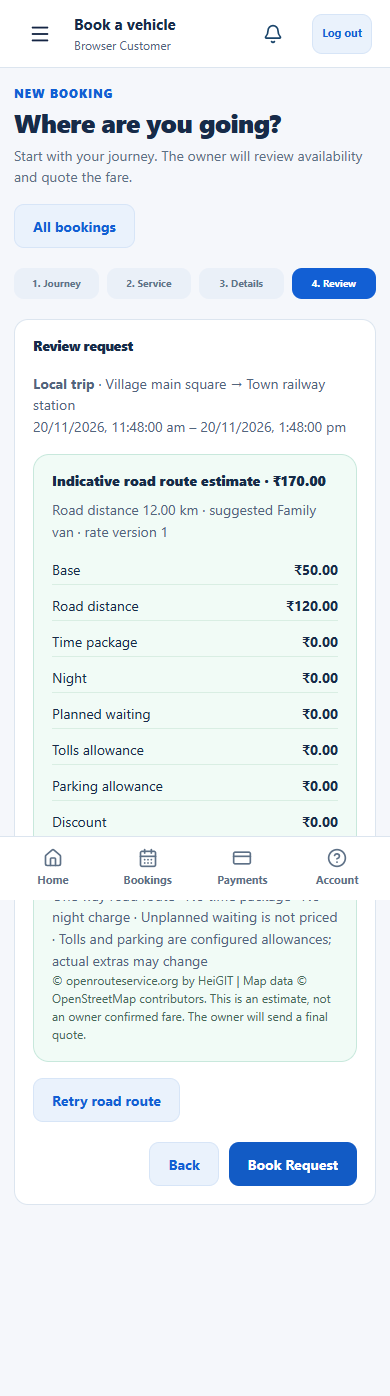 Book a vehicle
Browser Customer
Log out
NEW BOOKING
Where are you going?
Start with your journey. The owner will review availability
and quote the fare.
All bookings
1. Journey
2. Service
3. Details
4. Review
Review request
Local trip · Village main square → Town railway
station
20/11/2026, 11:48:00 am – 20/11/2026, 1:48:00 pm
Indicative road route estimate · ₹170.00
Road distance 12.00 km · suggested Family
van · rate version 1
Base ₹50.00
Road distance ₹120.00
Time package ₹0.00
Night ₹0.00
Planned waiting ₹0.00
Tolls allowance ₹0.00
Parking allowance ₹0.00
Discount ₹0.00
Home
Bookings
Payments
Account
night charge · Unplanned waiting is not priced
· Tolls and parking are configured allowances;
actual extras may change
© openrouteservice.org by HeiGIT | Map data ©
OpenStreetMap contributors. This is an estimate, not
an owner confirmed fare. The owner will send a final
quote.
Retry road route
Back
Book Request